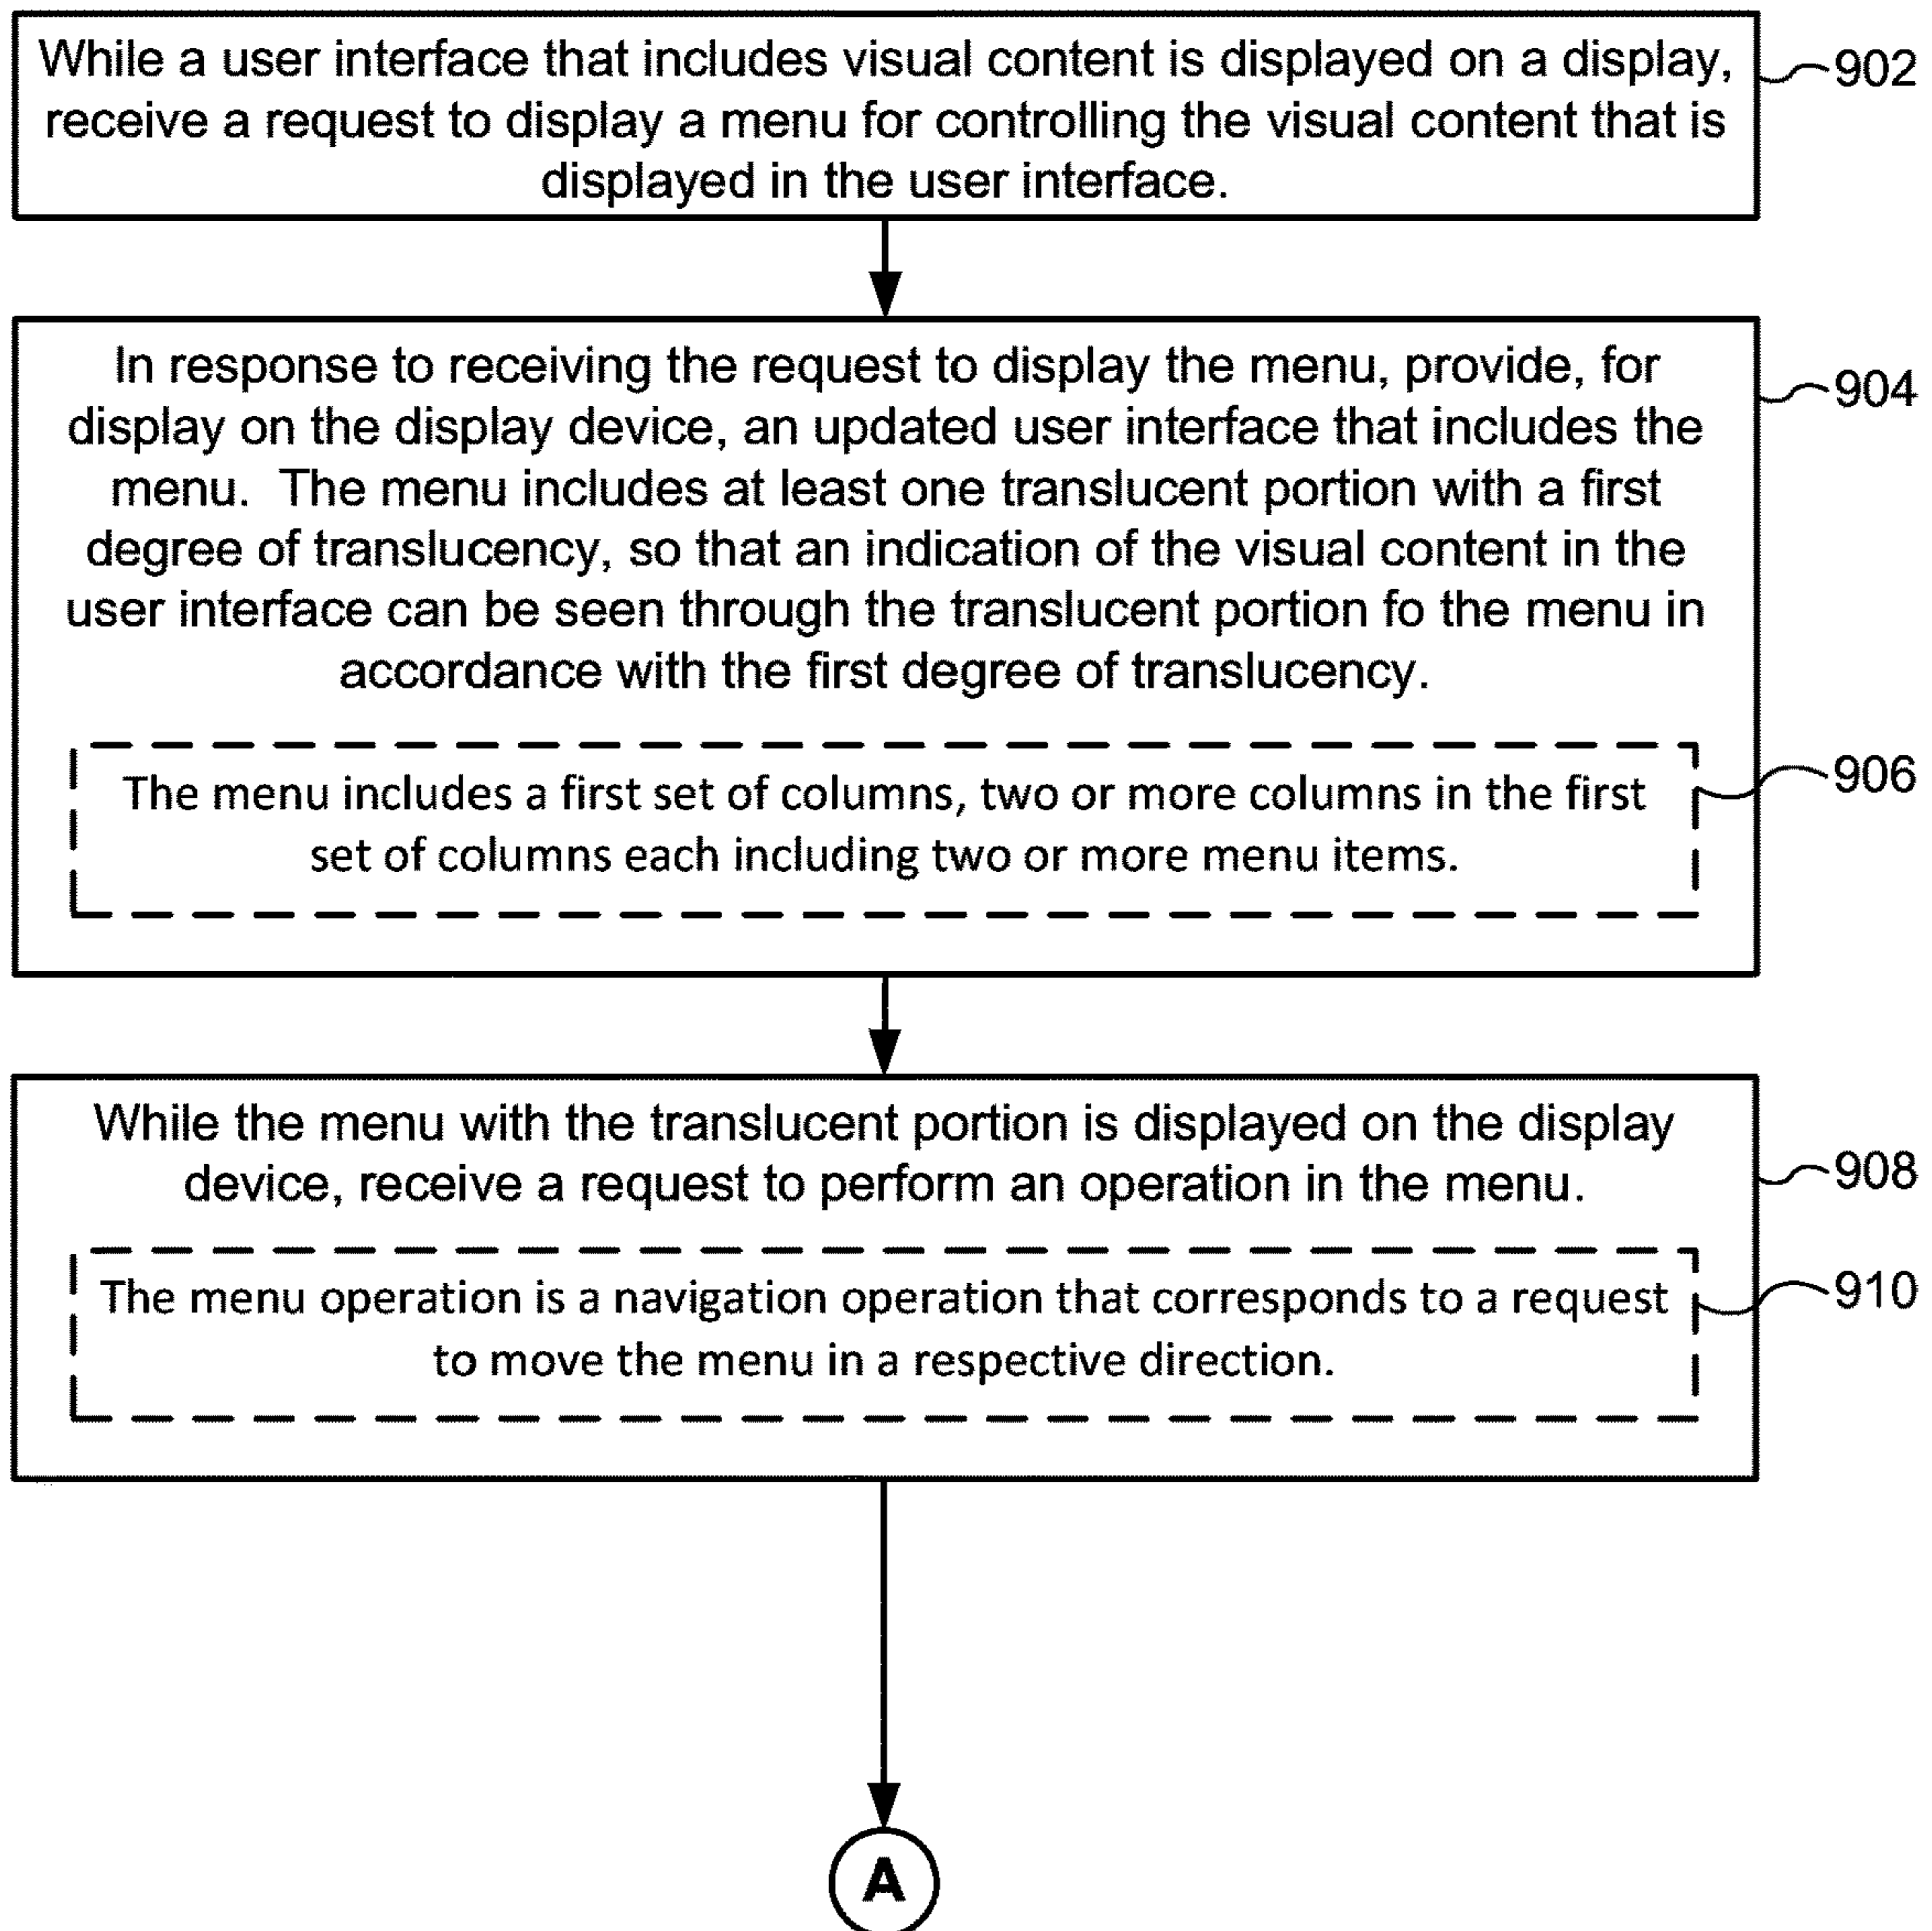 While a user interface that includes visual content is displayed on a display,
902
receive a request to display a menu for controlling the visual content that is
displayed in the user interface.
In response to receiving the request to display the menu, provide, for
904
display on the display device, an updated user interface that includes the
menu.  The menu includes at least one translucent portion with a first
degree of translucency, so that an indication of the visual content in the
user interface can be seen through the translucent portion fo the menu in
accordance with the first degree of translucency.
906
The menu includes a first set of columns, two or more columns in the first
set of columns each including two or more menu items.
While the menu with the translucent portion is displayed on the display
device, receive a request to perform an operation in the menu.
908
The menu operation is a navigation operation that corresponds to a request
910
to move the menu in a respective direction.
A